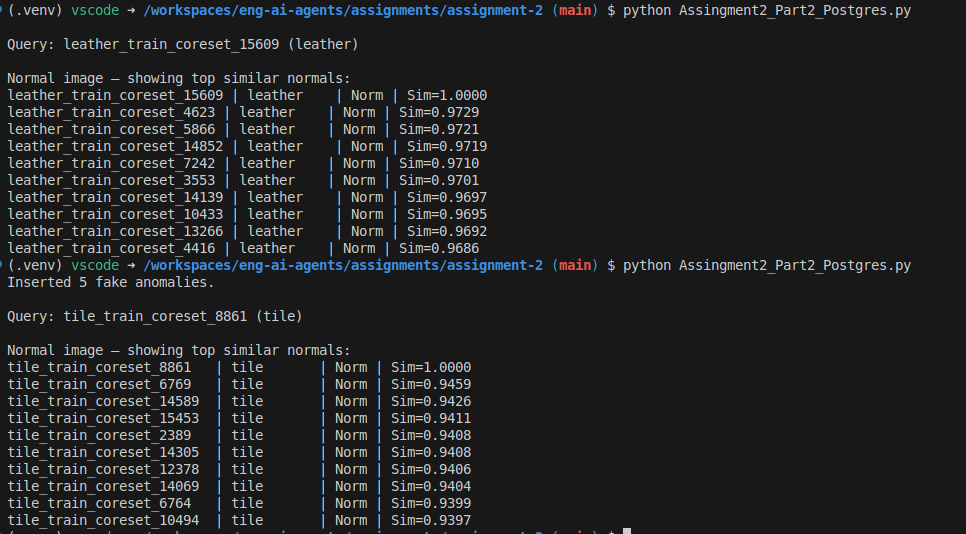 (.venv) vscode → /workspaces/eng-ai-agents/assignments/assignment-2 (main) $ python Assingment2_Part2_Postgres.py
Query: leather_train_coreset_15609 (leather)
Normal image — showing top similar normals:
leather_train_coreset_15609 | leather    | Norm | Sim=1.0000
leather_train_coreset_4623 | leather    | Norm | Sim=0.9729
leather_train_coreset_5866 | leather    | Norm | Sim=0.9721
leather_train_coreset_14852 | leather    | Norm | Sim=0.9719
leather_train_coreset_7242 | leather    | Norm | Sim=0.9710
leather_train_coreset_3553 | leather    | Norm | Sim=0.9701
leather_train_coreset_14139 | leather    | Norm | Sim=0.9697
leather_train_coreset_10433 | leather    | Norm | Sim=0.9695
leather_train_coreset_13266 | leather    | Norm | Sim=0.9692
leather_train_coreset_4416 | leather    | Norm | Sim=0.9686
(.venv) vscode → /workspaces/eng-ai-agents/assignments/assignment-2 (main) $ python Assingment2_Part2_Postgres.py
Inserted 5 fake anomalies.
Query: tile_train_coreset_8861 (tile)
Normal image — showing top similar normals:
tile_train_coreset_8861   | tile       | Norm | Sim=1.0000
tile_train_coreset_6769   | tile       | Norm | Sim=0.9459
tile_train_coreset_14589  | tile       | Norm | Sim=0.9426
tile_train_coreset_15453  | tile       | Norm | Sim=0.9411
tile_train_coreset_2389   | tile       | Norm | Sim=0.9408
tile_train_coreset_14305  | tile       | Norm | Sim=0.9408
tile_train_coreset_12378  | tile       | Norm | Sim=0.9406
tile_train_coreset_14069  | tile       | Norm | Sim=0.9404
tile_train_coreset_6764   | tile       | Norm | Sim=0.9399
tile_train_coreset_10494  | tile       | Norm | Sim=0.9397